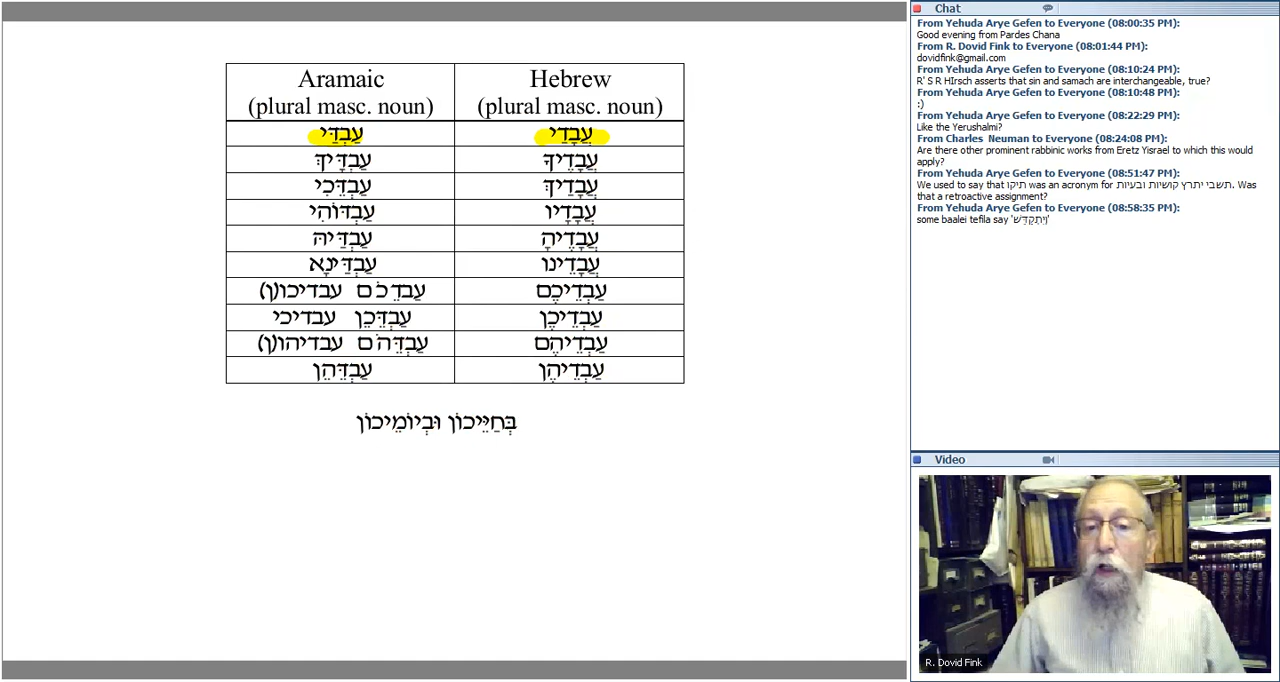 Aramaic Hebrew
(plural masc. noun) (plural masc. noun)
עַבְדַּי עֲבָדַי
עַבְדָּיךְ עֲבָדֶיךָ
עַבְדֵּכִי עֲבָדַיִךְ
עַבְדּוֹהִי עֲבָדָיו
עַבְדַּיהּ עֲבָדֶיהָ
עַבְדַּינָא עֲבָדֵינוּ
עַבְדֵּכֹם עבדיכו(ן) עַבְדֵיכֶם
עַבְדֵּכֵן עבדיכי עַבְדֵיכֶן
עַבְדֵּהֹם עבדיהו(ן) עַבְדֵיהֶם
עַבְדֵּהֵן עַבְדֵיהֶן
בְּחַיֵּיכוֹן וּבְיוֹמֵיכוֹן
Chat
From Yehuda Arye Gefen to Everyone (08:00:35 PM):
Good evening from Pardes Chana
From R. Dovid Fink to Everyone (08:01:44 PM):
dovidfink@gmail.com
From Yehuda Arye Gefen to Everyone (08:10:24 PM):
R' S R HIrsch asserts that sin and samach are interchangeable, true?
From Yehuda Arye Gefen to Everyone (08:10:48 PM):
:)
From Yehuda Arye Gefen to Everyone (08:22:29 PM):
Like the Yerushalmi?
From Charles Neuman to Everyone (08:24:08 PM):
Are there other prominent rabbinic works from Eretz Yisrael to which this would
apply?
From Yehuda Arye Gefen to Everyone (08:51:47 PM):
We used to say that תיקו was an acronym for תשבי יתרץ קושיות ובעיות. Was
that a retroactive assignment?
From Yehuda Arye Gefen to Everyone (08:58:35 PM):
some baalei tefila say 'וְיִתְקַדֵּשׁ'
Video
R. Dovid Fink